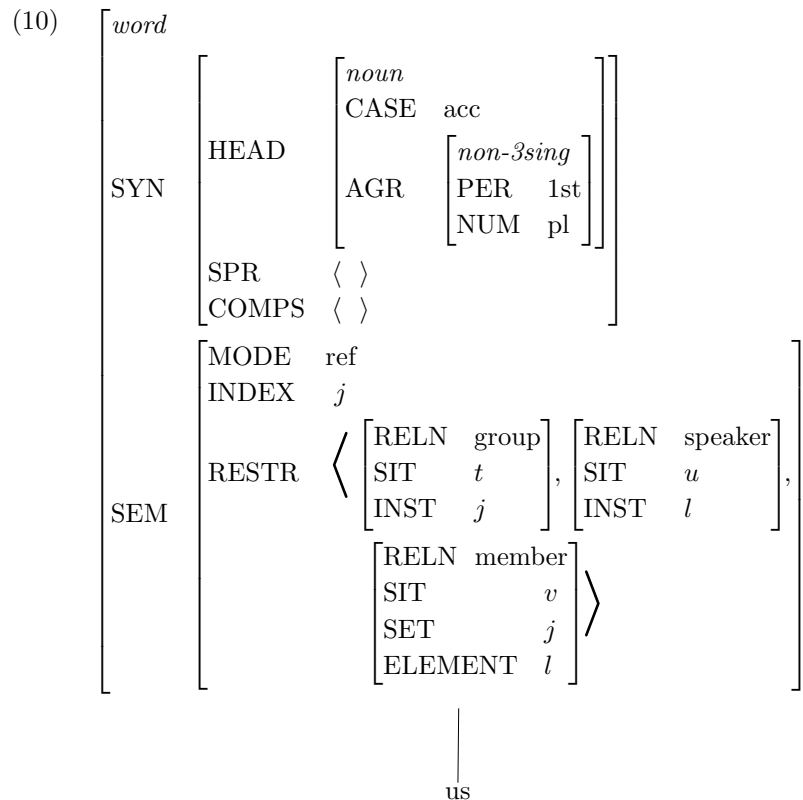 (10)
word
HEAD noun
CASE acc
AGR non-3sing
PER 1st
NUM pl
SYN
SPR ⟨ ⟩
COMPS ⟨ ⟩
MODE ref
INDEX j
RESTR ⟨ [RELN group], [RELN speaker],
SIT t SIT u
INST j INST l
SEM
RELN member
SIT v
SET j
ELEMENT l ⟩
us